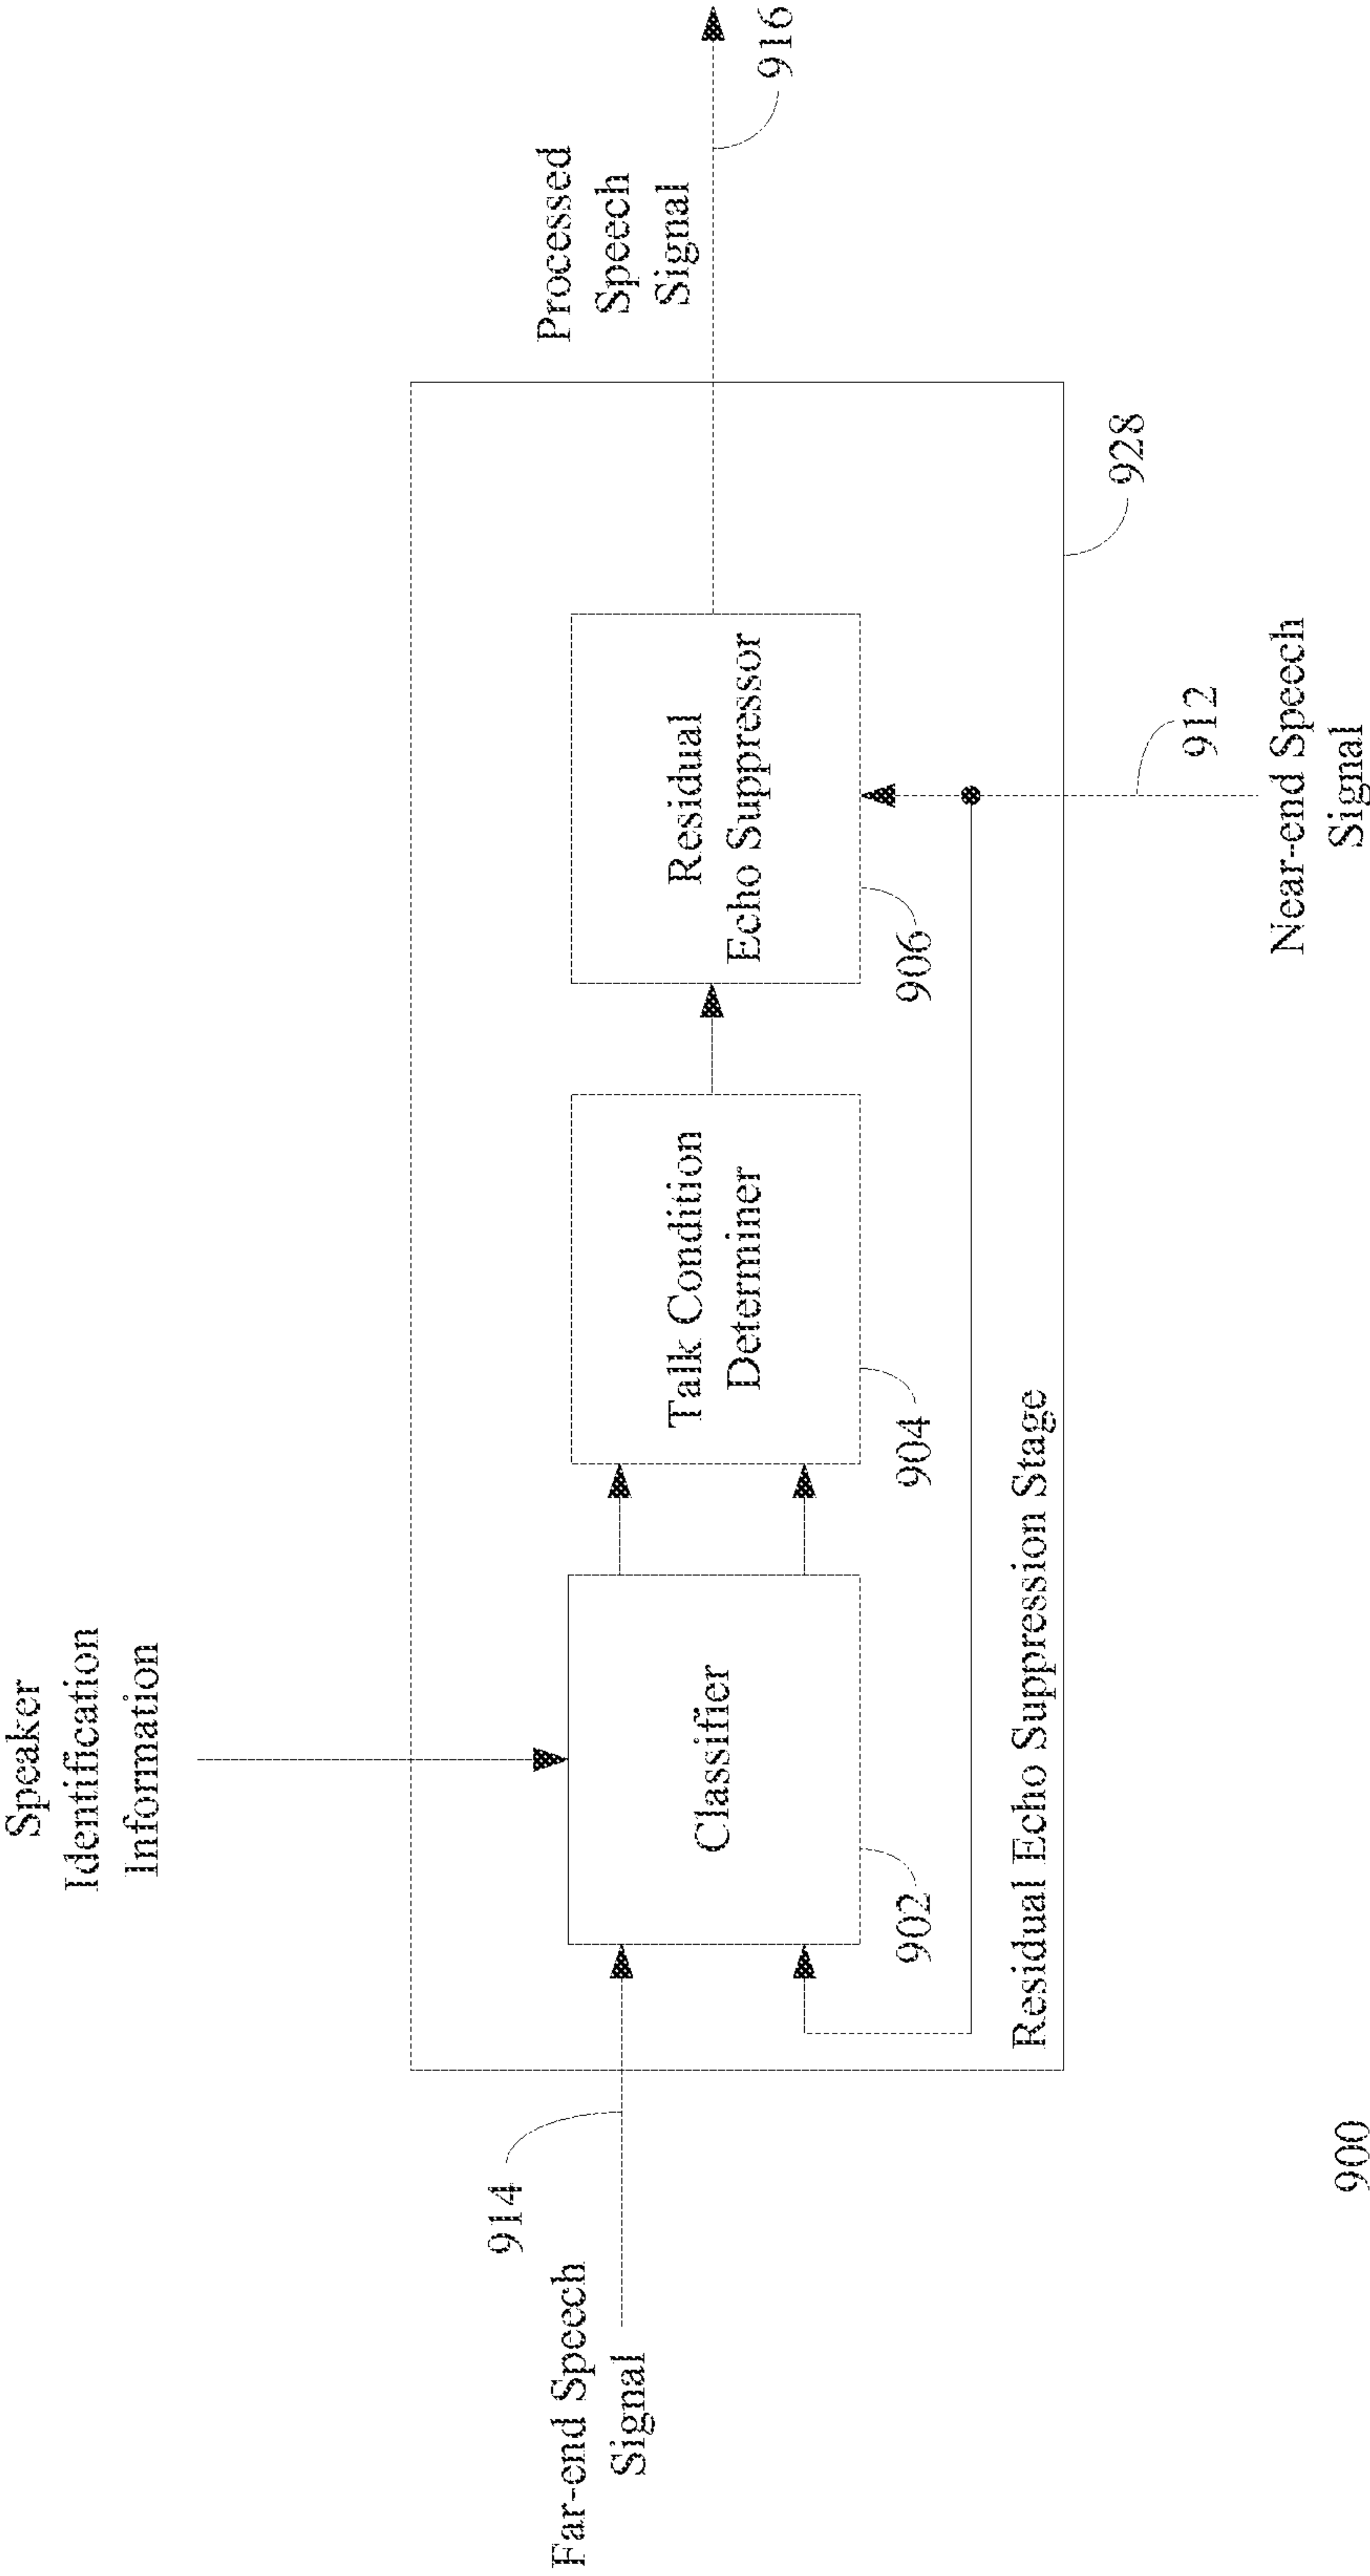 Speaker
Identification
Information
914
Far-end Speech
Signal
Classifier
902
Talk Condition
Determiner
904
Residual
Echo Suppressor
906
Processed
Speech
Signal
916
Residual Echo Suppression Stage
928
912
Near-end Speech
Signal
900